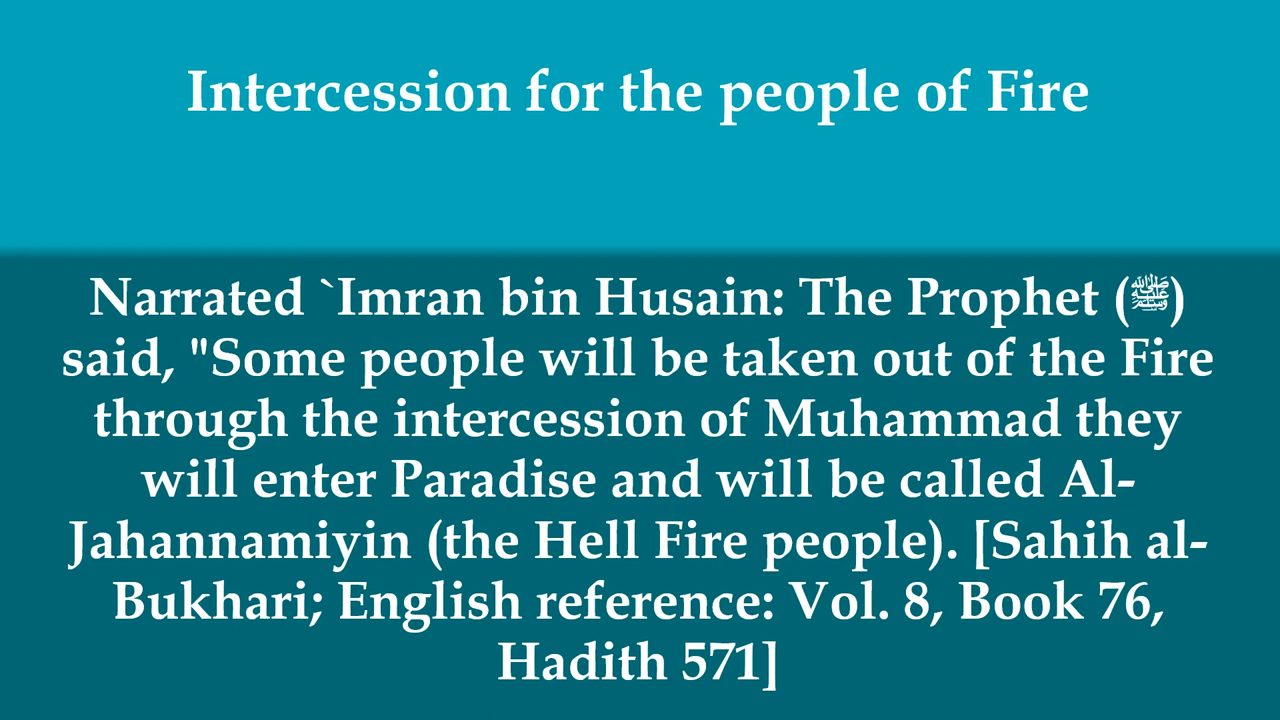 Intercession for the people of Fire
Narrated `Imran bin Husain: The Prophet (ﷺ)
said, "Some people will be taken out of the Fire
through the intercession of Muhammad they
will enter Paradise and will be called Al-
Jahannamiyin (the Hell Fire people). [Sahih al-
Bukhari; English reference: Vol. 8, Book 76,
Hadith 571]